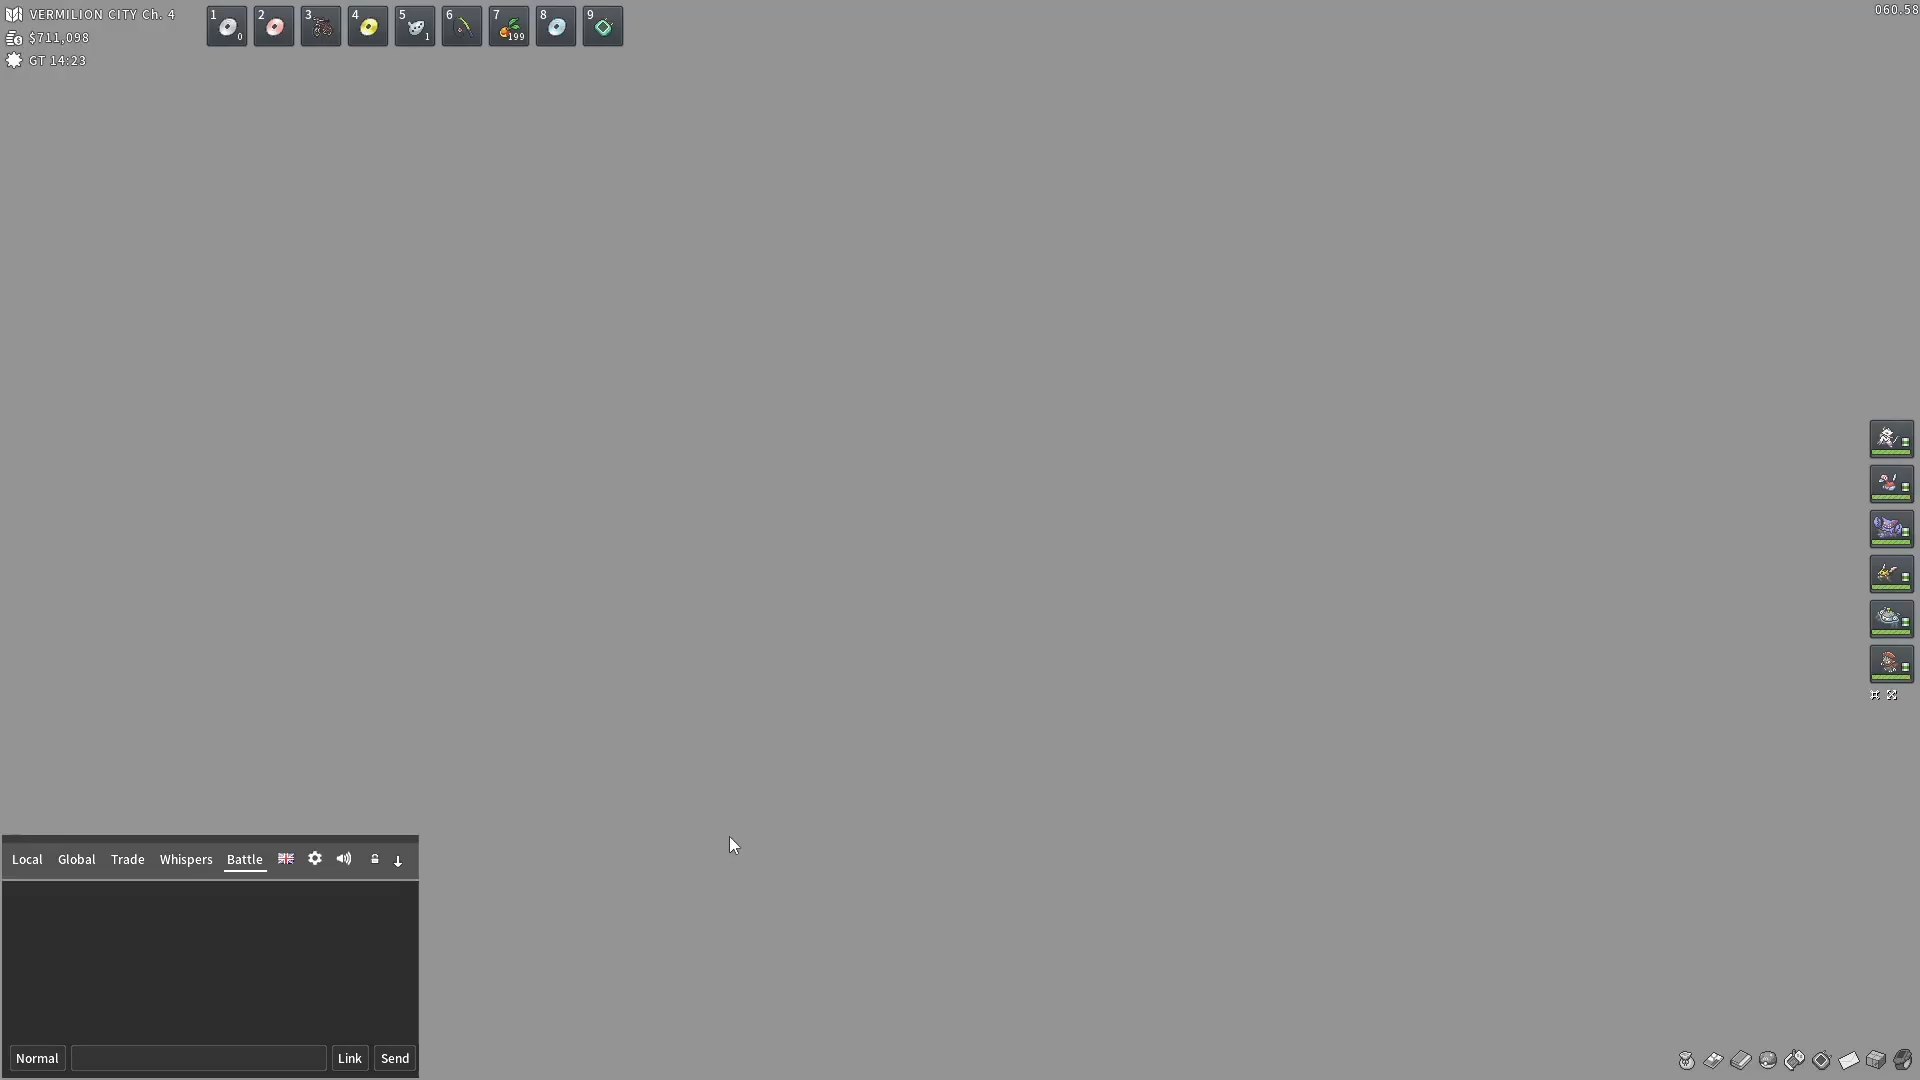 VERMILION CITY Ch. 4
$711,098
GT 14:23
1 0
2
3
4
5 1
6
7 199
8
9
060.58
Local Global Trade Whispers Battle
Normal Link Send